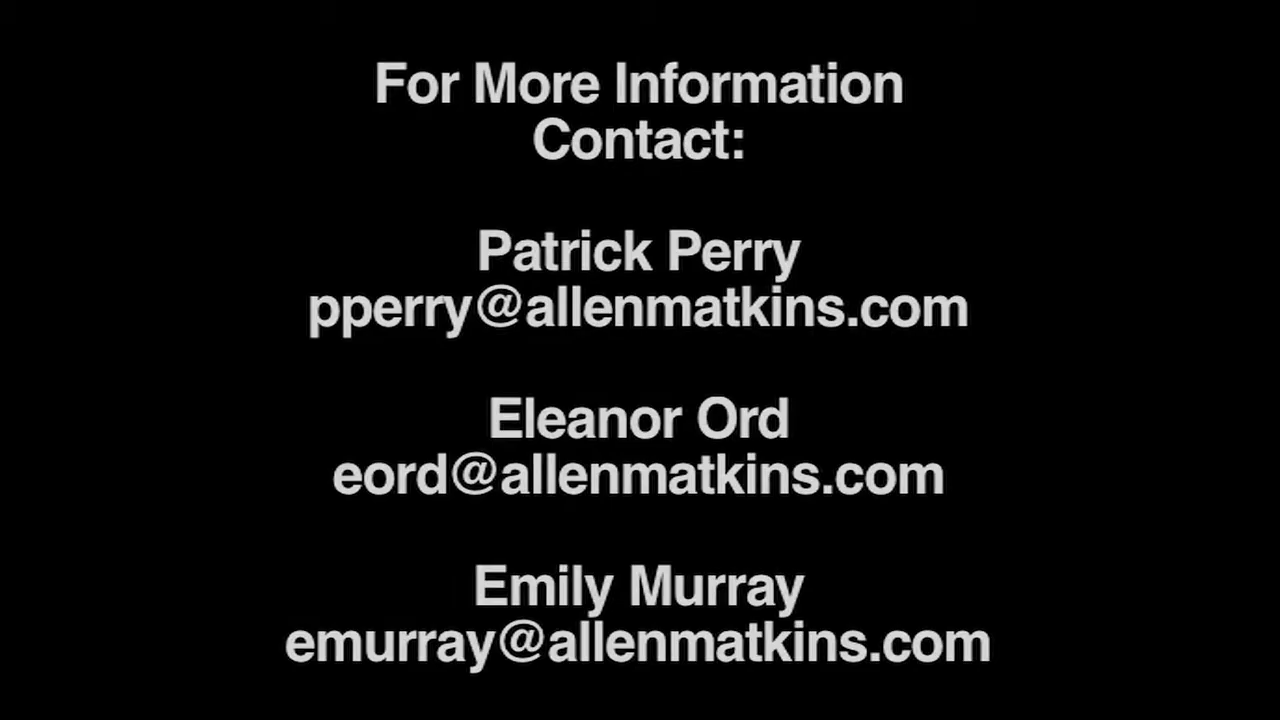 For More Information
Contact:
Patrick Perry
pperry@allenmatkins.com
Eleanor Ord
eord@allenmatkins.com
Emily Murray
emurray@allenmatkins.com